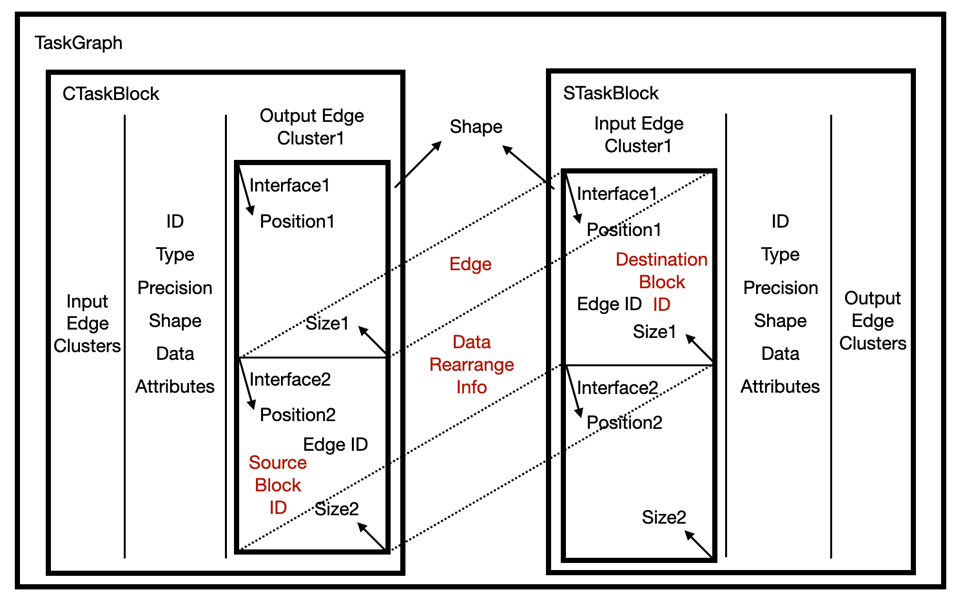 TaskGraph
CTaskBlock
Input
Edge
Clusters
ID
Type
Precision
Shape
Data
Attributes
Output Edge
Cluster1
Interface1
Position1
Size1
Interface2
Position2
Edge ID
Source
Block
ID
Size2
Shape
Edge
Data
Rearrange
Info
STaskBlock
Input Edge
Cluster1
Interface1
Position1
Destination
Block
Edge ID ID
Size1
Interface2
Position2
Size2
ID
Type
Precision
Shape
Data
Attributes
Output
Edge
Clusters